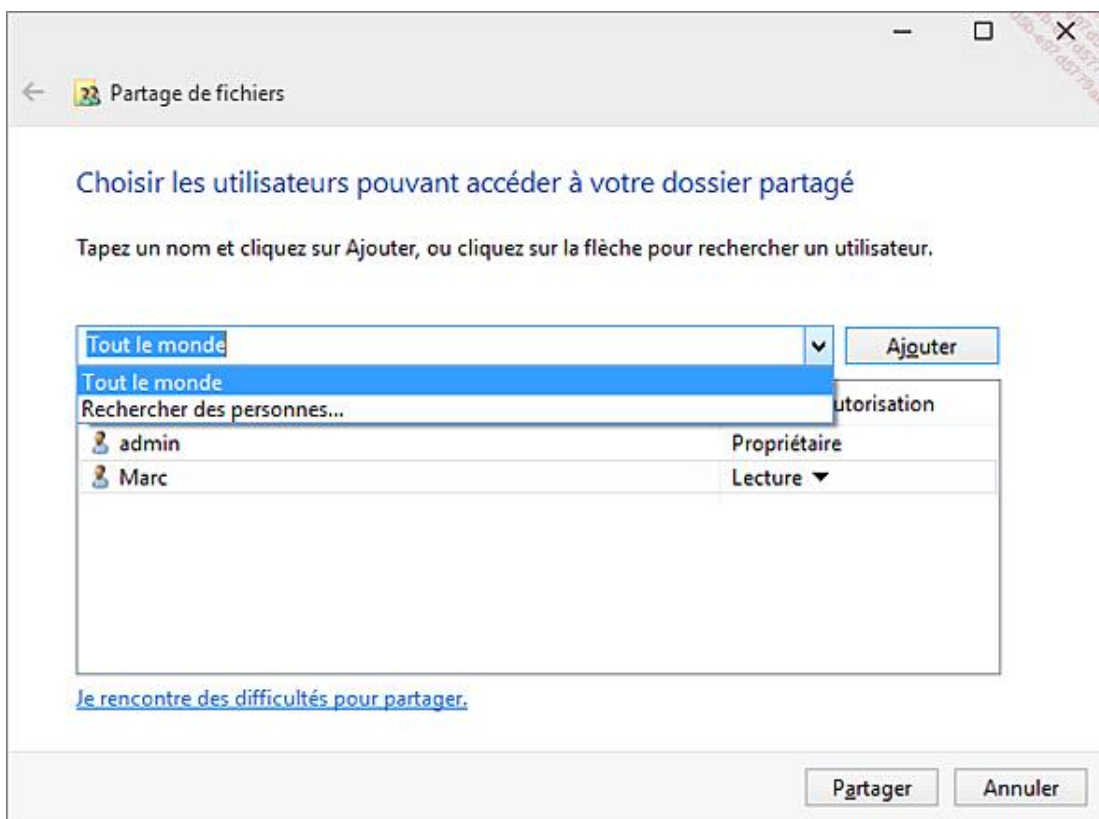 Partage de fichiers
Choisir les utilisateurs pouvant accéder à votre dossier partagé
Tapez un nom et cliquez sur Ajouter, ou cliquez sur la flèche pour rechercher un utilisateur.
Tout le monde Ajouter
Tout le monde
Rechercher des personnes... utorisation
admin Propriétaire
Marc Lecture
Je rencontre des difficultés pour partager.
Partager Annuler